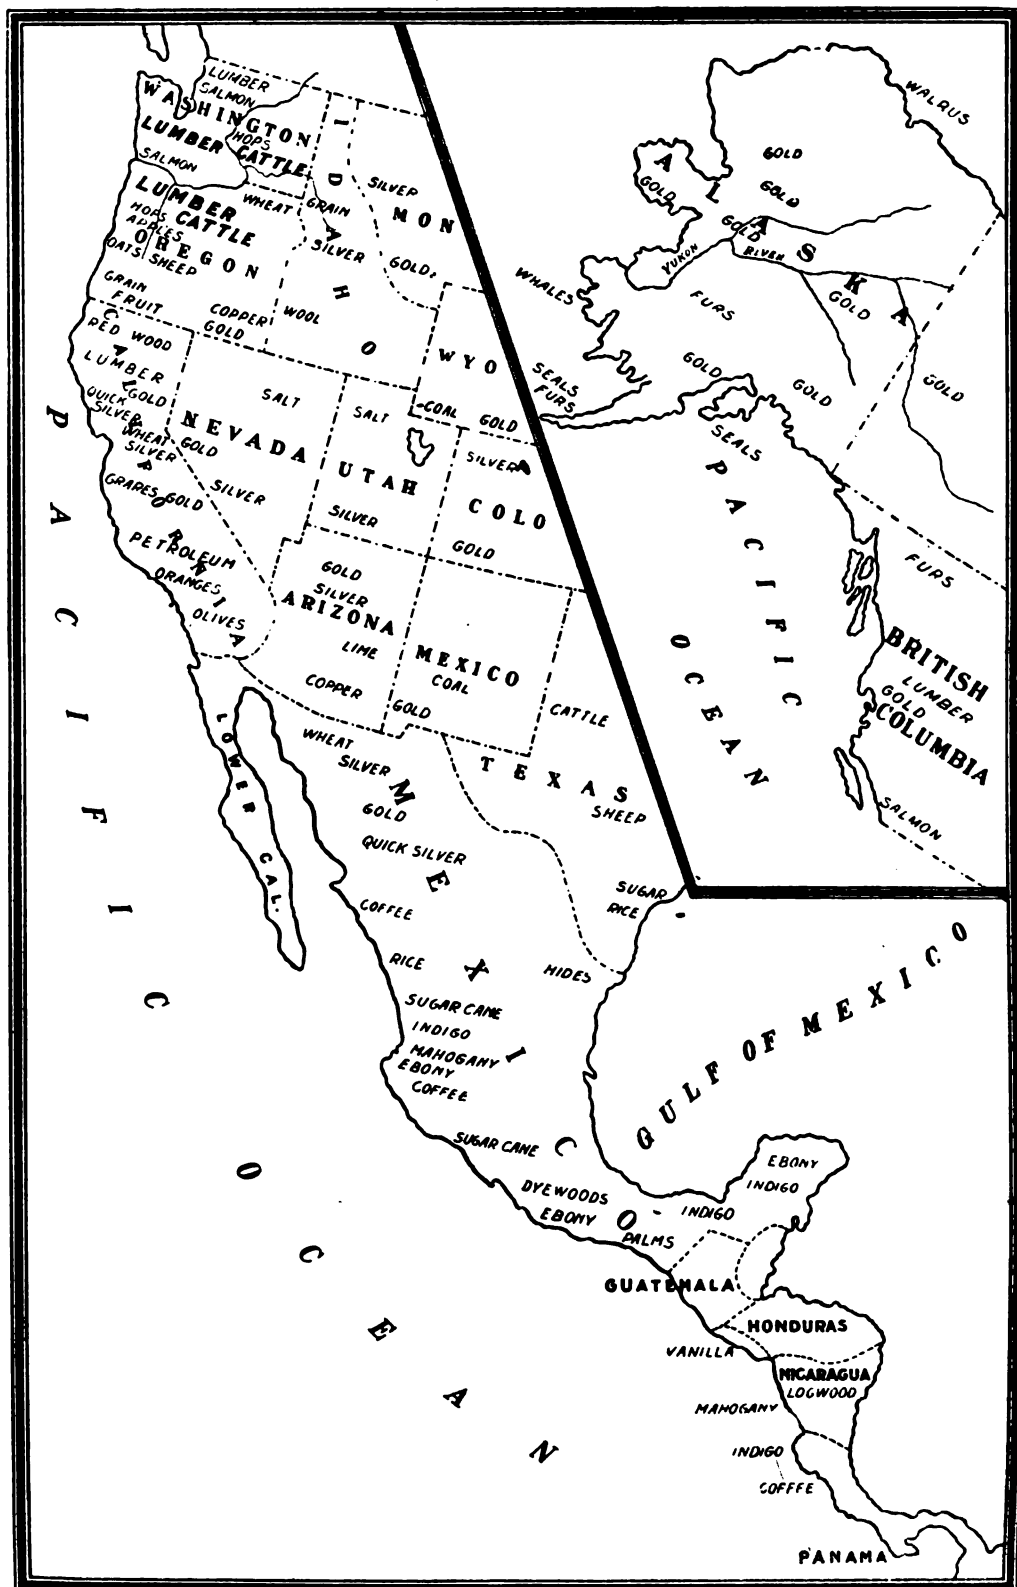 LUMBER
SALMON
WASHINGTON
HOPS
LUMBER CATTLE
SALMON
IDAHO
LUMBER
CATTLE
HOPS
APPLES
OREGON
OATS SHEEP
GRAIN
FRUIT
WHEAT
GRAIN
SILVER
COPPER
GOLD
WOOL
SILVER
MON
GOLD
WYO
COAL
GOLD
CALIFORNIA
RED WOOD
LUMBER
GOLD
QUICK
SILVER
WHEAT
SILVER
GRAPES
GOLD
PETROLEUM
ORANGES
OLIVES
SALT
NEVADA
GOLD
SILVER
SALT
UTAH
SILVER
SILVER
COLO
GOLD
GOLD
SILVER
ARIZONA
LIME
COPPER
MEXICO
COAL
GOLD
CATTLE
TEXAS
SHEEP
SUGAR
RICE
HIDES
LOWER CAL.
WHEAT
SILVER
GOLD
QUICK SILVER
COFFEE
RICE
SUGAR CANE
INDIGO
MAHOGANY
EBONY
COFFEE
MEXICO
SUGAR CANE
DYEWOODS
EBONY
PALMS
INDIGO
EBONY
INDIGO
GUATEMALA
HONDURAS
VANILLA
NICARAGUA
LOGWOOD
MAHOGANY
INDIGO
COFFFE
PANAMA
PACIFIC
OCEAN
GULF OF MEXICO
WALRUS
ALASKA
GOLD
GOLD
GOLD
GOLD
YUKON
RIVER
WHALES
FURS
GOLD
GOLD
SEALS
FURS
GOLD
GOLD
SEALS
FURS
PACIFIC
OCEAN
BRITISH
LUMBER
GOLD
COLUMBIA
SALMON